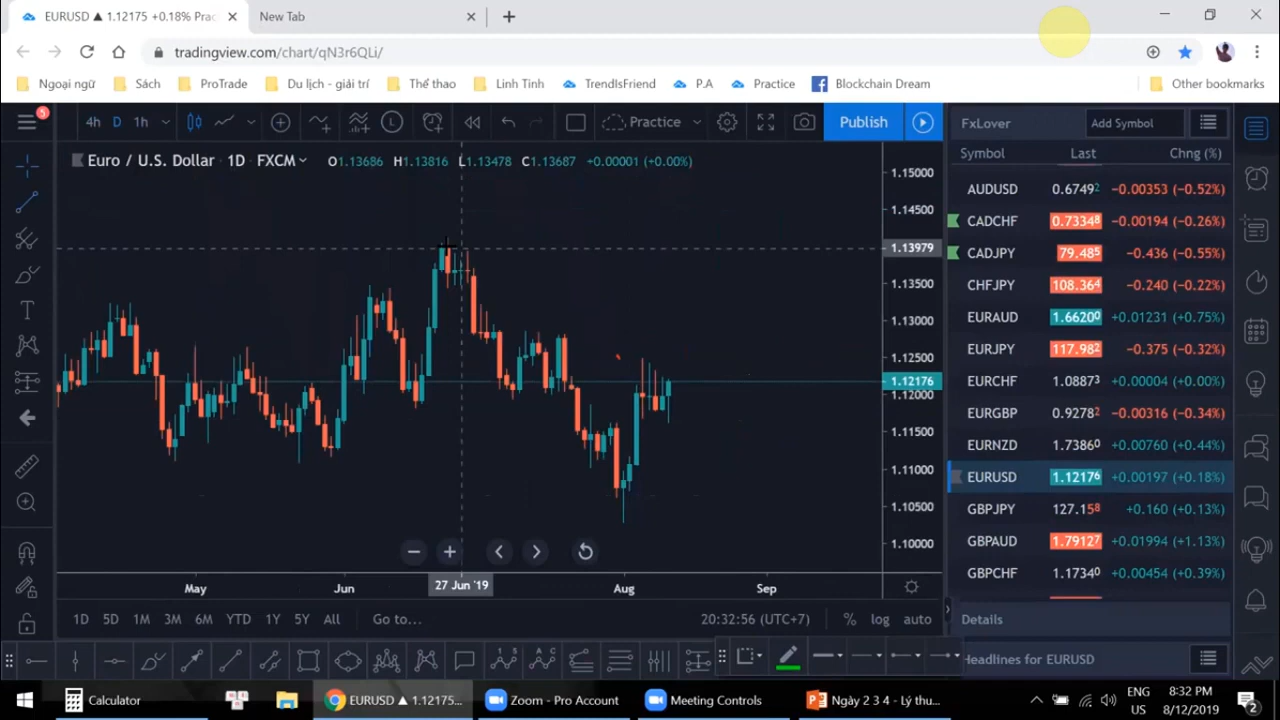 EURUSD ▲ 1.12175 +0.18% Prac
New Tab
tradingview.com/chart/qN3r6QLi/
Ngoại ngữ Sách ProTrade Du lịch - giải trí Thể thao Linh Tinh TrendIsFriend P.A Practice Blockchain Dream Other bookmarks
5 4h D 1h Practice Publish
FxLover Add Symbol
Euro / U.S. Dollar 1D FXCM O1.13686 H1.13816 L1.13478 C1.13687 +0.00001 (+0.00%)
Symbol Last Chng (%)
AUDUSD 0.67492 −0.00353 (−0.52%)
CADCHF 0.73348 −0.00194 (−0.26%)
CADJPY 79.485 −0.436 (−0.55%)
CHFJPY 108.364 −0.240 (−0.22%)
EURAUD 1.66200 +0.01231 (+0.75%)
EURJPY 117.982 −0.375 (−0.32%)
EURCHF 1.08873 +0.00004 (+0.00%)
EURGBP 0.92782 −0.00316 (−0.34%)
EURNZD 1.73860 +0.00760 (+0.44%)
EURUSD 1.12176 +0.00197 (+0.18%)
GBPJPY 127.158 +0.160 (+0.13%)
GBPAUD 1.79127 +0.01994 (+1.13%)
GBPCHF 1.17340 +0.00454 (+0.39%)
1.15000
1.14500
1.13979
1.13500
1.13000
1.12500
1.12176
1.12000
1.11500
1.11000
1.10500
1.10000
May Jun 27 Jun '19 Aug Sep
1D 5D 1M 3M 6M YTD 1Y 5Y All Go to... 20:32:56 (UTC+7) % log auto
Details
Headlines for EURUSD
Calculator
EURUSD ▲ 1.12175...
Zoom - Pro Account
Meeting Controls
Ngày 2 3 4 - Lý thu...
ENG
US
8:32 PM
8/12/2019
2